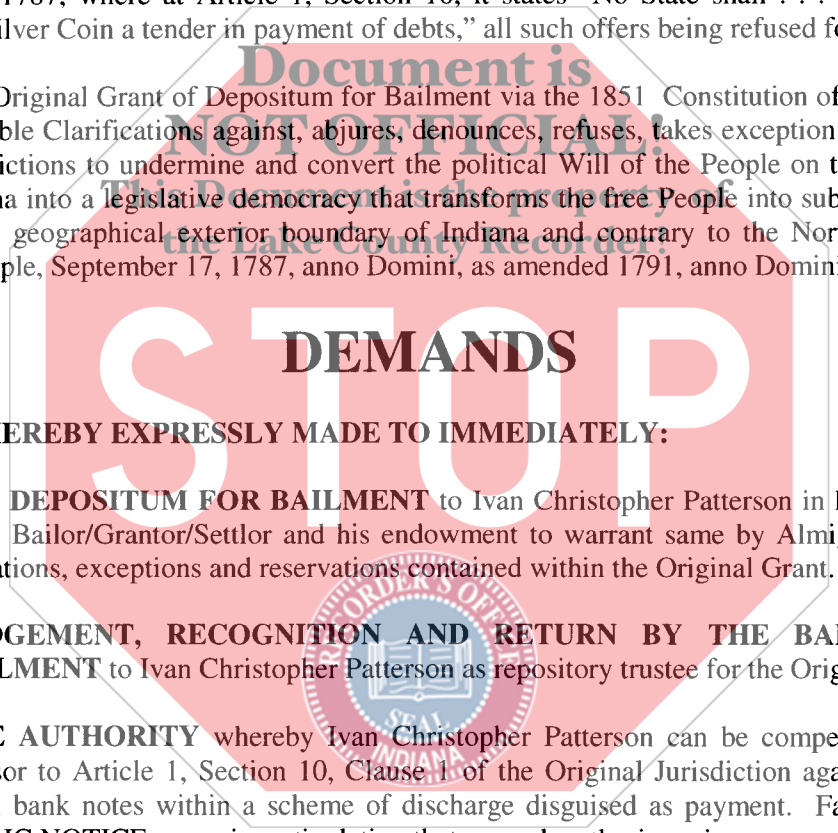 1787, where at Article 1, Section 10, it states "No State shall . . .
ilver Coin a tender in payment of debts,” all such offers being refused fo
Document is
Original Grant of Depositum for Bailment via the 1851 Constitution of
NOT OFFICIAL!
ble Clarifications against, abjures, denounces, refuses, takes exception
ictions to undermine and convert the political Will of the People on t
This Document is the property of
a into a legislative democracy that transforms the free People into sub
the Lake County Recorder!
geographical exterior boundary of Indiana and contrary to the Nor
ple, September 17, 1787, anno Domini, as amended 1791, anno Domini
STOP
DEMANDS
EREBY EXPRESSLY MADE TO IMMEDIATELY:
DEPOSITUM FOR BAILMENT to Ivan Christopher Patterson in
Bailor/Grantor/Settlor and his endowment to warrant same by Almi
ations, exceptions and reservations contained within the Original Grant.
RECORDER'S OFFICE
GEMENT, RECOGNITION AND RETURN BY THE BA
LMENT to Ivan Christopher Patterson as repository trustee for the Orig
SEAL
AUTHORITY whereby Ivan Christopher Patterson can be compe
INDIANA
sor to Article 1, Section 10, Clause 1 of the Original Jurisdiction aga
bank notes within a scheme of discharge disguised as payment. Fa